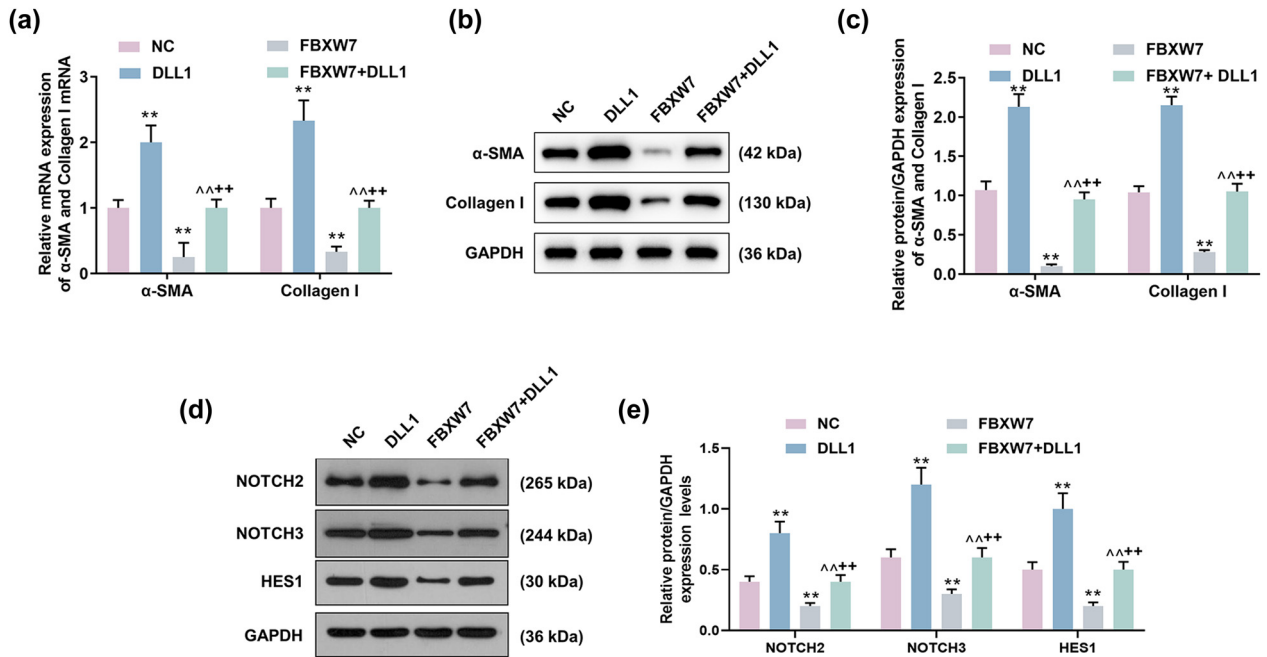 (a)
NC
FBXW7
DLL1
FBXW7+DLL1
Relative mRNA expression
of α-SMA and Collagen I mRNA
3
2
1
0
**
**
^^++
**
**
^^++
α-SMA
Collagen I
(b)
NC
DLL1
FBXW7
FBXW7+DLL1
α-SMA
(42 kDa)
Collagen I
(130 kDa)
GAPDH
(36 kDa)
(c)
NC
FBXW7
DLL1
FBXW7+ DLL1
Relative protein/GAPDH expression
of α-SMA and Collagen I
2.5
2.0
1.5
1.0
0.5
0.0
**
**
^^++
**
**
^^++
α-SMA
Collagen I
(d)
NC
DLL1
FBXW7
FBXW7+DLL1
NOTCH2
(265 kDa)
NOTCH3
(244 kDa)
HES1
(30 kDa)
GAPDH
(36 kDa)
(e)
NC
FBXW7
DLL1
FBXW7+DLL1
Relative protein/GAPDH
expression levels
1.5
1.0
0.5
0.0
**
**
^^++
**
**
^^++
**
**
^^++
NOTCH2
NOTCH3
HES1